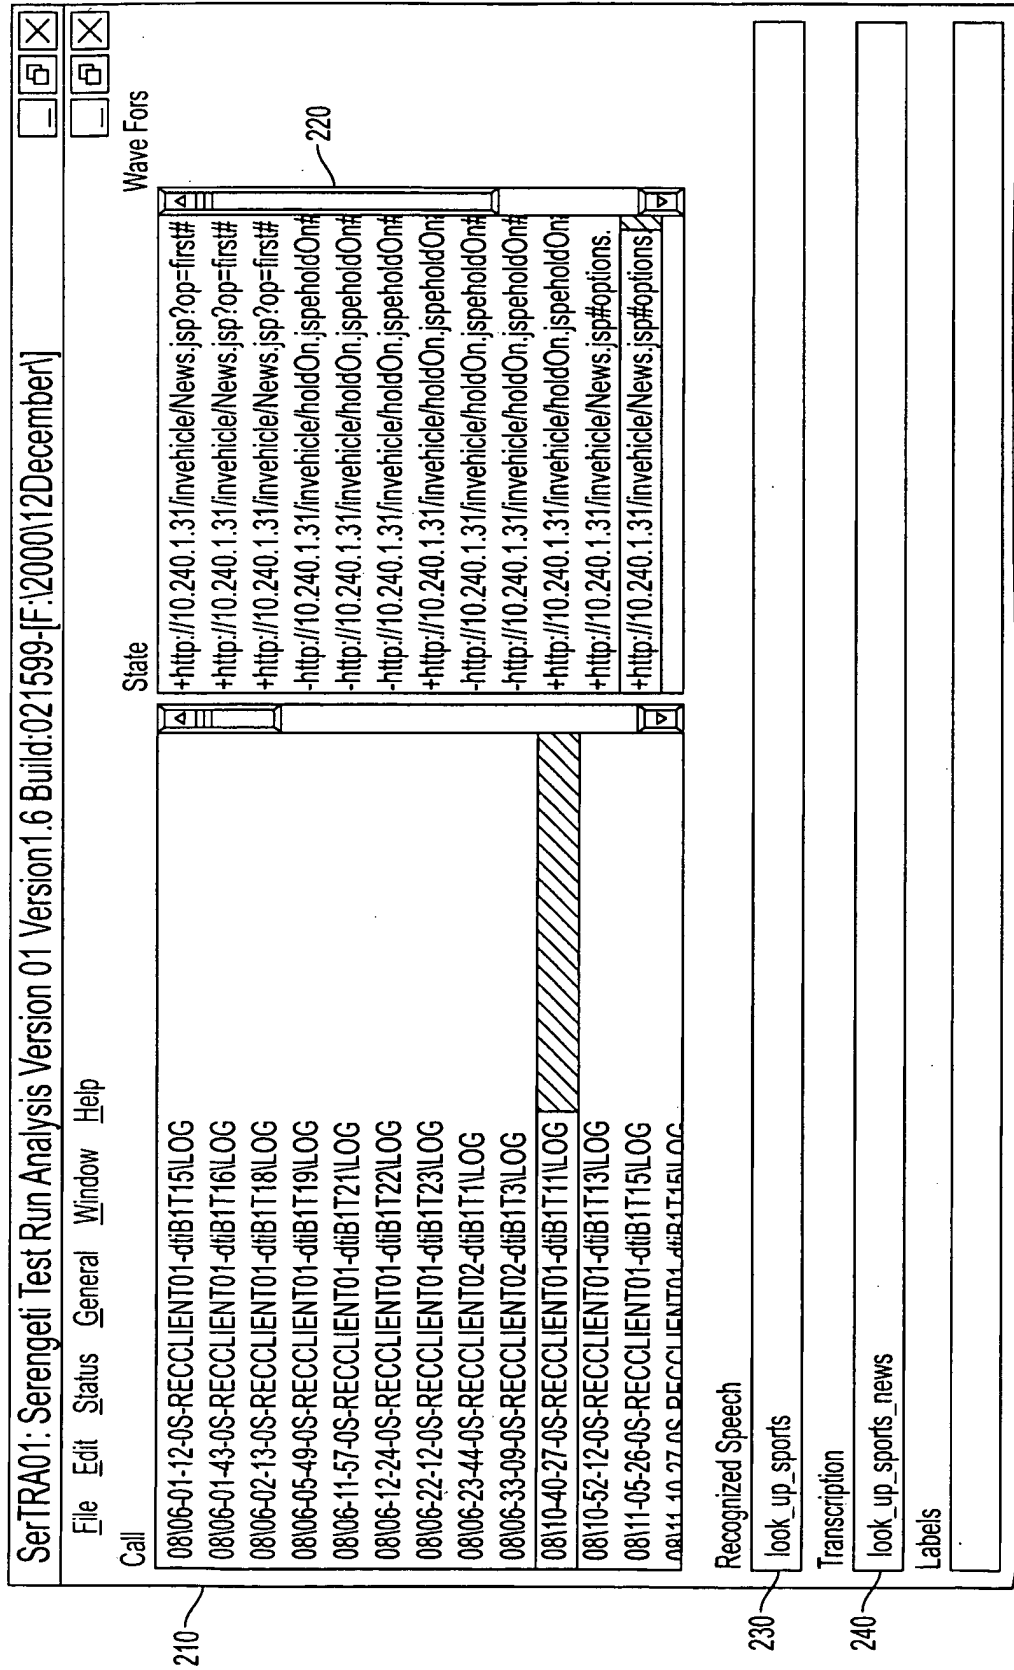 SerTRA01: Serengeti Test Run Analysis Version 01 Version1.6 Build:021599-[F:\2000\12December\]
File Edit Status General Window Help
Call
State
Wave Fors
210
08\06-01-12-0S-RECCLIENT01-dtiB1T15\LOG
08\06-01-43-0S-RECCLIENT01-dtiB1T16\LOG
08\06-02-13-0S-RECCLIENT01-dtiB1T18\LOG
08\06-05-49-0S-RECCLIENT01-dtiB1T19\LOG
08\06-11-57-0S-RECCLIENT01-dtiB1T21\LOG
08\06-12-24-0S-RECCLIENT01-dtiB1T22\LOG
08\06-22-12-0S-RECCLIENT01-dtiB1T23\LOG
08\06-23-44-0S-RECCLIENT02-dtiB1T1\LOG
08\06-33-09-0S-RECCLIENT02-dtiB1T3\LOG
08\10-40-27-0S-RECCLIENT01-dtiB1T11\LOG
08\10-52-12-0S-RECCLIENT01-dtiB1T13\LOG
08\11-05-26-0S-RECCLIENT01-dtiB1T15\LOG
08\11-10-27-0S-RECCLIENT01-dtiB1T15\LOG
+http://10.240.1.31/invehicle/News.jsp?op=first#
+http://10.240.1.31/invehicle/News.jsp?op=first#
+http://10.240.1.31/invehicle/News.jsp?op=first#
-http://10.240.1.31/invehicle/holdOn.jspeholdOn#
-http://10.240.1.31/invehicle/holdOn.jspeholdOn#
-http://10.240.1.31/invehicle/holdOn.jspeholdOn#
+http://10.240.1.31/invehicle/holdOn.jspeholdOn#
-http://10.240.1.31/invehicle/holdOn.jspeholdOn#
-http://10.240.1.31/invehicle/holdOn.jspeholdOn#
+http://10.240.1.31/invehicle/holdOn.jspeholdOn#
+http://10.240.1.31/invehicle/News.jsp#options.
+http://10.240.1.31/invehicle/News.jsp#options
220
Recognized Speech
230
look_up_sports
Transcription
240
look_up_sports_news
Labels